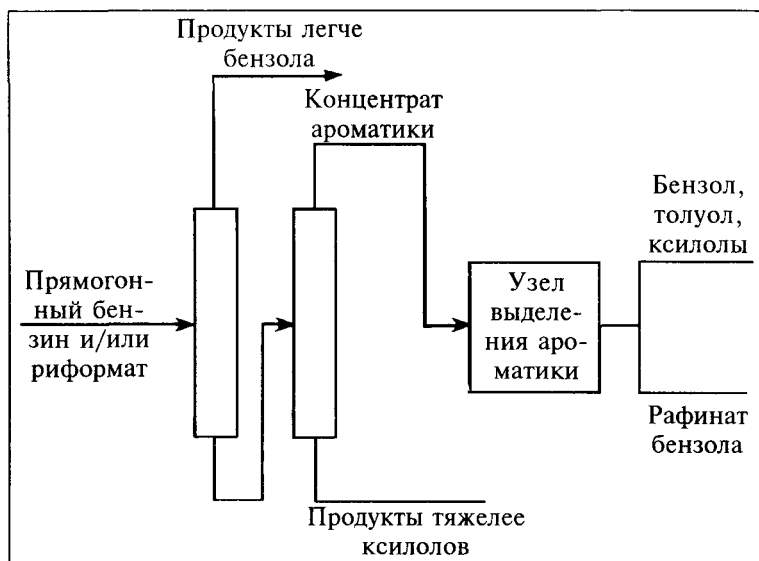 Продукты легче
бензола
Концентрат
ароматики
Бензол,
толуол,
ксилолы
Прямогон-
ный бен-
зин и/или
риформат
Узел
выделе-
ния аро-
матики
Рафинат
бензола
Продукты тяжелее
ксилолов